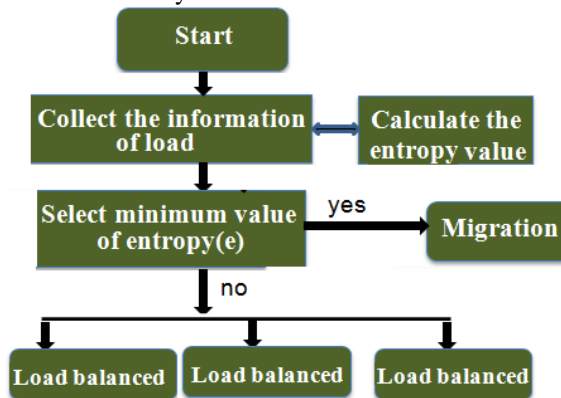 Start
Collect the information
of load
Calculate the
entropy value
Select minimum value
of entropy(e)
yes
Migration
no
Load balanced
Load balanced
Load balanced